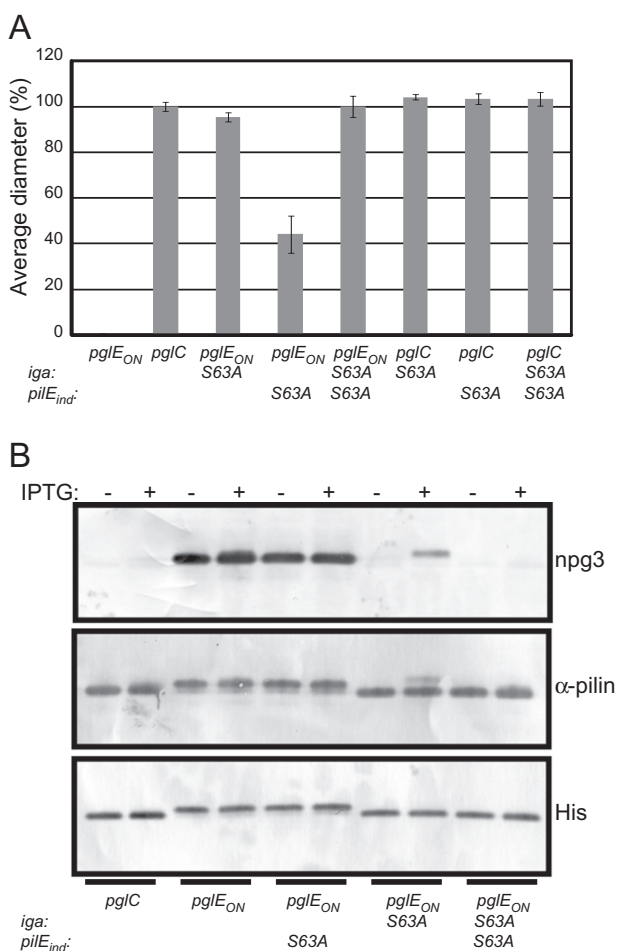 A
Average diameter (%)
120
100
80
60
40
20
0
pglE_ON pglC pglE_ON pglE_ON pglE_ON pglC pglC pglC
iga: S63A S63A S63A S63A
pilE_ind: S63A S63A S63A S63A
B
IPTG: - + - + - + - + - +
npg3
α-pilin
His
pglC pglE_ON pglE_ON pglE_ON pglE_ON
iga: S63A S63A
pilE_ind: S63A S63A